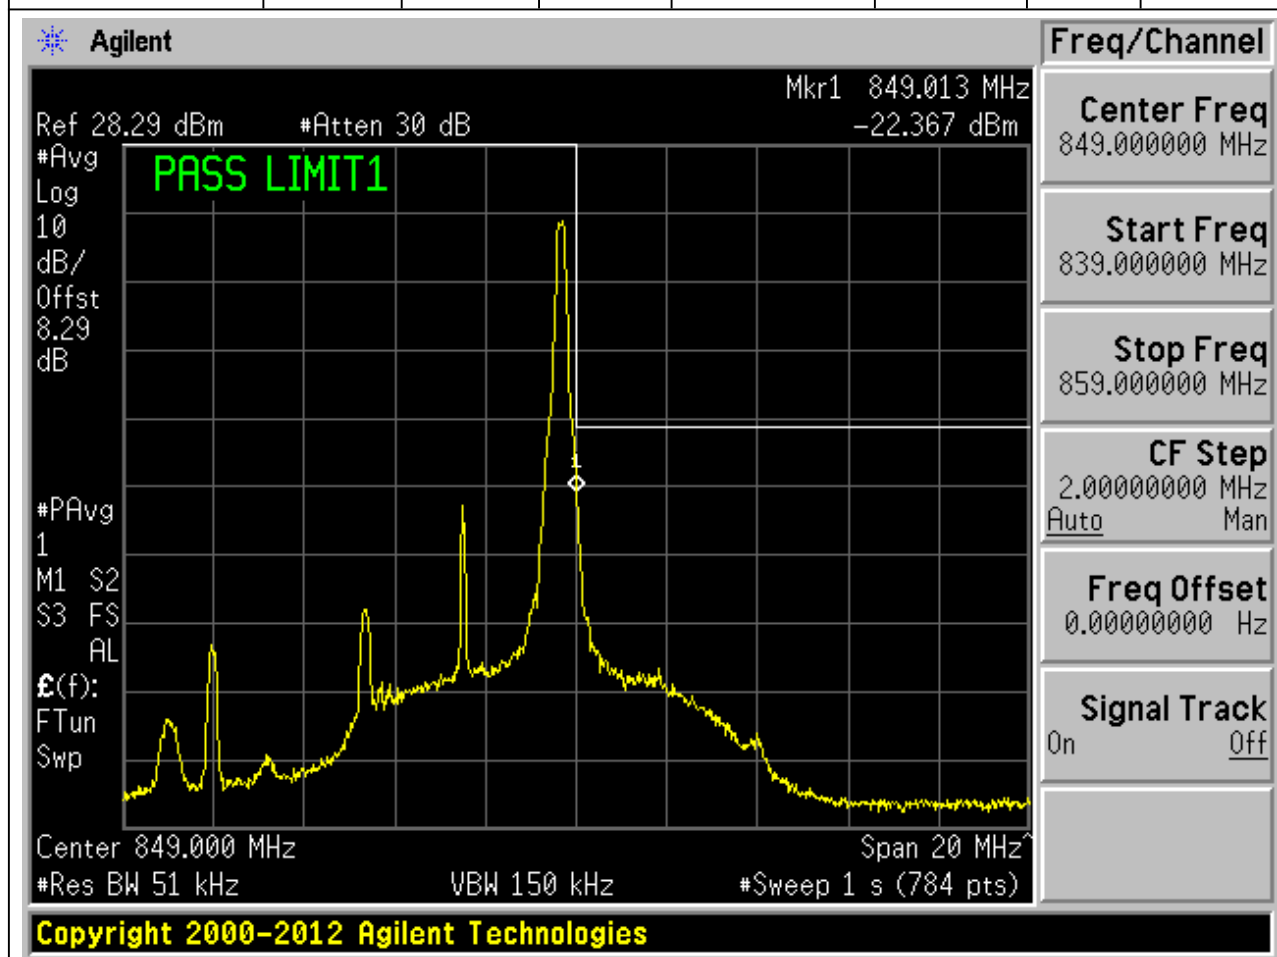 Agilent
Freq/Channel
Mkr1 849.013 MHz
Ref 28.29 dBm #Atten 30 dB -22.367 dBm
#Avg
Log
10
dB/
Offst
8.29
dB
PASS LIMIT1
1
#PAvg
1
M1 S2
S3 FS
AL
£(f):
FTun
Swp
Center 849.000 MHz Span 20 MHz^
#Res BW 51 kHz VBW 150 kHz #Sweep 1 s (784 pts)
Copyright 2000-2012 Agilent Technologies
Center Freq
849.000000 MHz
Start Freq
839.000000 MHz
Stop Freq
859.000000 MHz
CF Step
2.00000000 MHz
Auto Man
Freq Offset
0.00000000 Hz
Signal Track
On Off